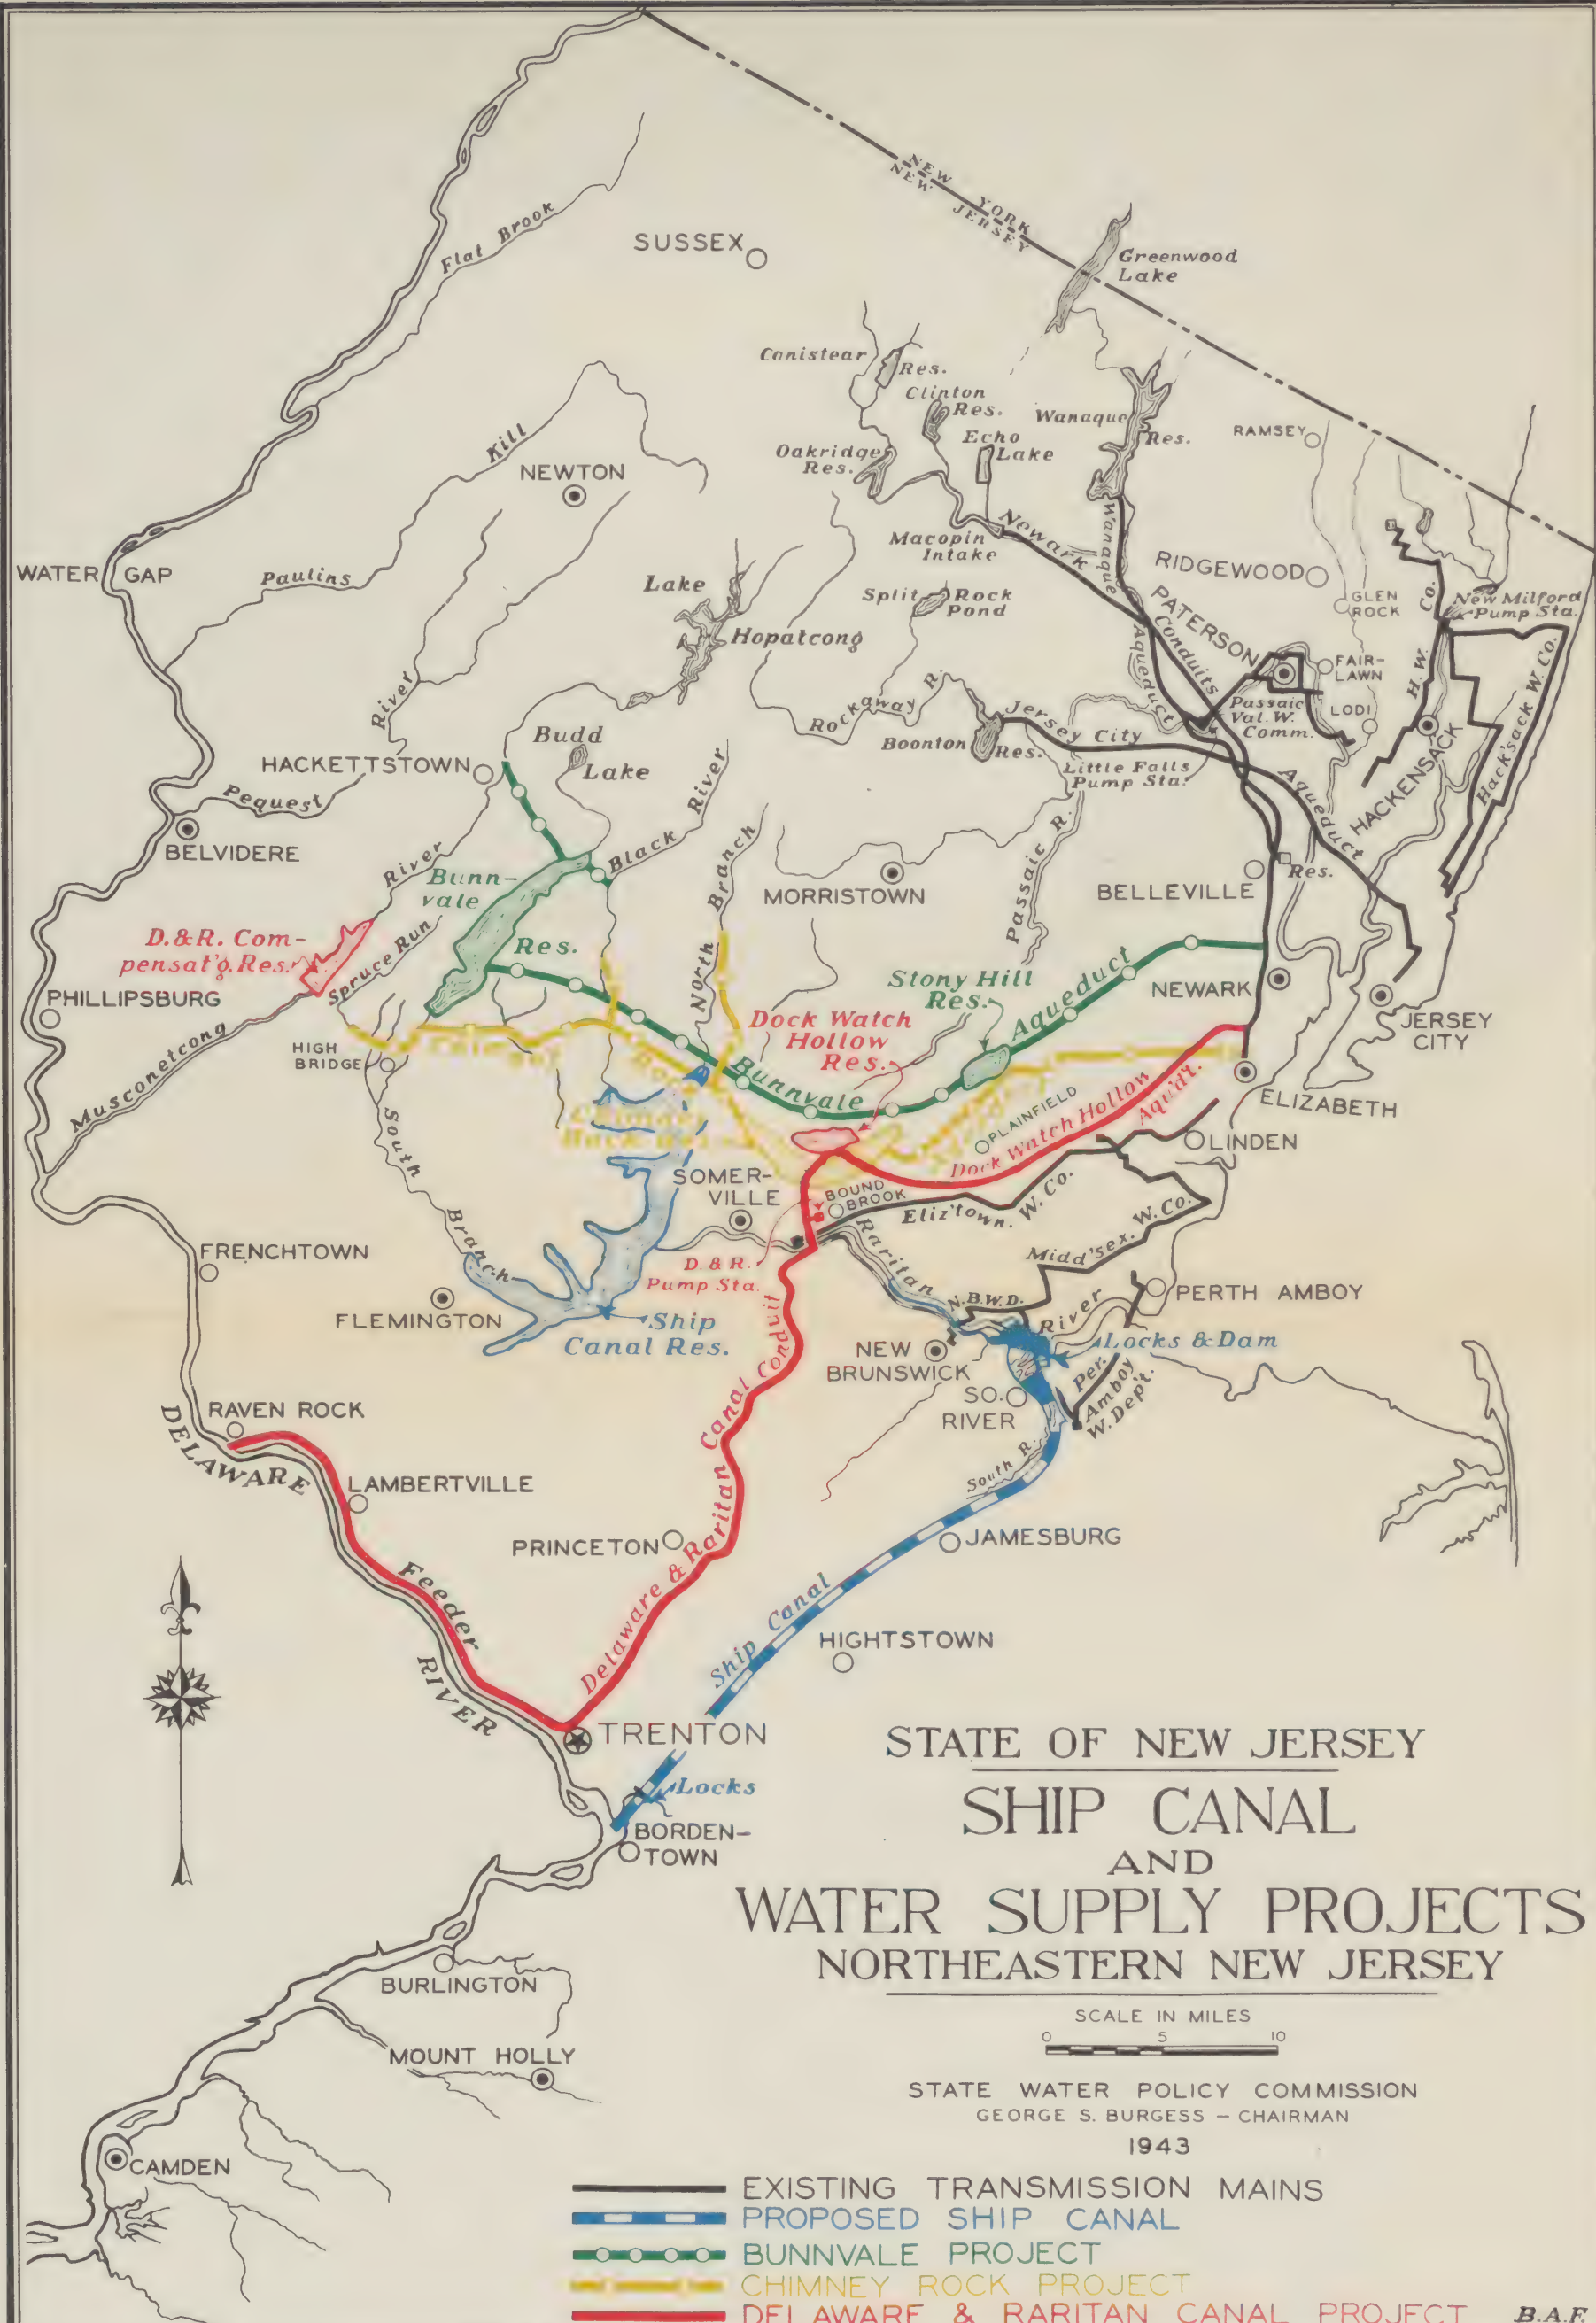 NEW YORK
NEW JERSEY
Flat Brook
SUSSEX
Greenwood
Lake
Canistear
Res.
Clinton
Res.
Wanaque
Res.
Echo
Lake
Oakridge
Res.
RAMSEY
Kill
NEWTON
Macopin
Intake
Newark
Conduits
Wanaque
Aqueduct
RIDGEWOOD
WATER GAP
Paulins
Lake
Hopatcong
Split Rock
Pond
GLEN
ROCK
Co.
New Milford
Pump Sta.
PATERSON
FAIR-
LAWN
H. W.
Hack'sack W. Co.
River
Rockaway R.
Passaic
Val. W.
Comm.
LODI
Budd
Lake
Boonton
Res.
Jersey City
Aqueduct
Little Falls
Pump Sta.
HACKENSACK
HACKETTSTOWN
Pequest
BELVIDERE
River
Black River
North Branch
MORRISTOWN
Passaic R.
BELLEVILLE
Res.
Bunn-
vale
Res.
D.&R. Com-
pensat'g. Res.
Spruce Run
Stony Hill
Res.
Aqueduct
NEWARK
PHILLIPSBURG
Dock Watch
Hollow
Res.
JERSEY
CITY
HIGH
BRIDGE
Chimney
Rock
Bunnvale
Musconetcong
Chimney
Rock Res.
PLAINFIELD
Dock Watch Hollow
Aqu'd't.
ELIZABETH
LINDEN
South
Branch
SOMER-
VILLE
BOUND
BROOK
Eliz'town. W. Co.
Midd'sex. W. Co.
FRENCHTOWN
D. & R.
Pump Sta.
Raritan
River
N.B.W.D.
PERTH AMBOY
FLEMINGTON
Ship
Canal Res.
NEW
BRUNSWICK
Locks & Dam
SO.
RIVER
Per.
Amboy
W. Dep't.
RAVEN ROCK
DELAWARE
RIVER
LAMBERTVILLE
South R.
Feeder
PRINCETON
Delaware & Raritan Canal Conduit
JAMESBURG
Ship Canal
HIGHTSTOWN
TRENTON
Locks
BORDEN-
TOWN
BURLINGTON
MOUNT HOLLY
CAMDEN
STATE OF NEW JERSEY
SHIP CANAL
AND
WATER SUPPLY PROJECTS
NORTHEASTERN NEW JERSEY
SCALE IN MILES
0 5 10
STATE WATER POLICY COMMISSION
GEORGE S. BURGESS – CHAIRMAN
1943
EXISTING TRANSMISSION MAINS
PROPOSED SHIP CANAL
BUNNVALE PROJECT
CHIMNEY ROCK PROJECT
DELAWARE & RARITAN CANAL PROJECT
B.A.F.